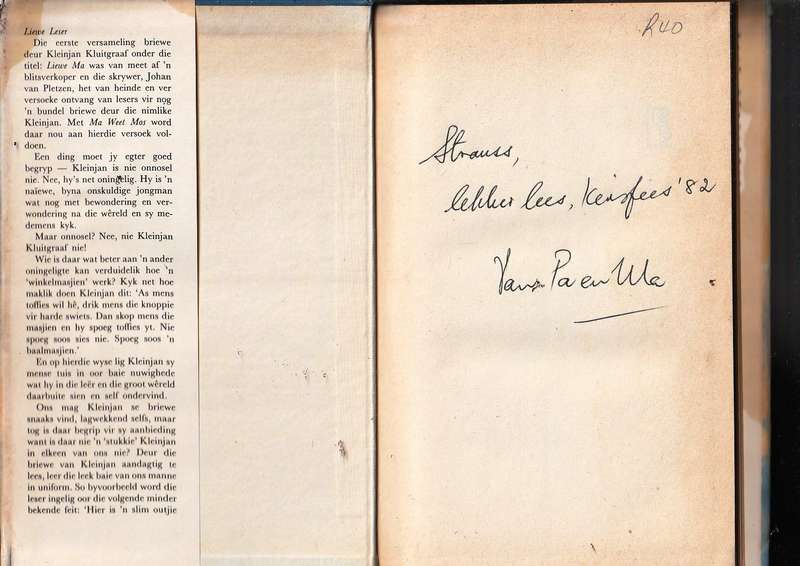 Liewe Leser
Die eerste versameling briewe
deur Kleinjan Kluitgraaf onder die
titel: Liewe Ma was van meet af 'n
blitsverkoper en die skrywer, Johan
van Pletzen, het van heinde en ver
versoeke ontvang van lesers vir nog
'n bundel briewe deur die nimlike
Kleinjan. Met Ma Weet Mos word
daar nou aan hierdie versoek vol-
doen.
Een ding moet jy egter goed
begryp — Kleinjan is nie onnosel
nie. Nee, hy's net oningelig. Hy is 'n
naïewe, byna onskuldige jongman
wat nog met bewondering en ver-
wondering na die wêreld en sy me-
demens kyk.
Maar onnosel? Nee, nie Kleinjan
Kluitgraaf nie!
Wie is daar wat beter aan 'n ander
oningeligte kan verduidelik hoe 'n
'winkelmasjien' werk? Kyk net hoe
maklik doen Kleinjan dit: 'As mens
toffies wil hê, drik mens die knoppie
vir harde swiets. Dan skop mens die
masjien en hy spoeg toffies yt. Nie
spoeg soos sies nie. Spoeg soos 'n
baalmasjien.'
En op hierdie wyse lig Kleinjan sy
mense tuis in oor baie nuwighede
wat hy in die leër en die groot wêreld
daarbuite sien en self ondervind.
Ons mag Kleinjan se briewe
snaaks vind, lagwekkend selfs, maar
tog is daar begrip vir sy aanbieding
want is daar nie 'n 'stukkie' Kleinjan
in elkeen van ons nie? Deur die
briewe van Kleinjan aandagtig te
lees, leer die leek baie van ons manne
in uniform. So byvoorbeeld word die
leser ingelig oor die volgende minder
bekende feit: 'Hier is 'n slim outjie
R40
Strauss,
lekker lees, Kersfees '82
Van Pa en Ma